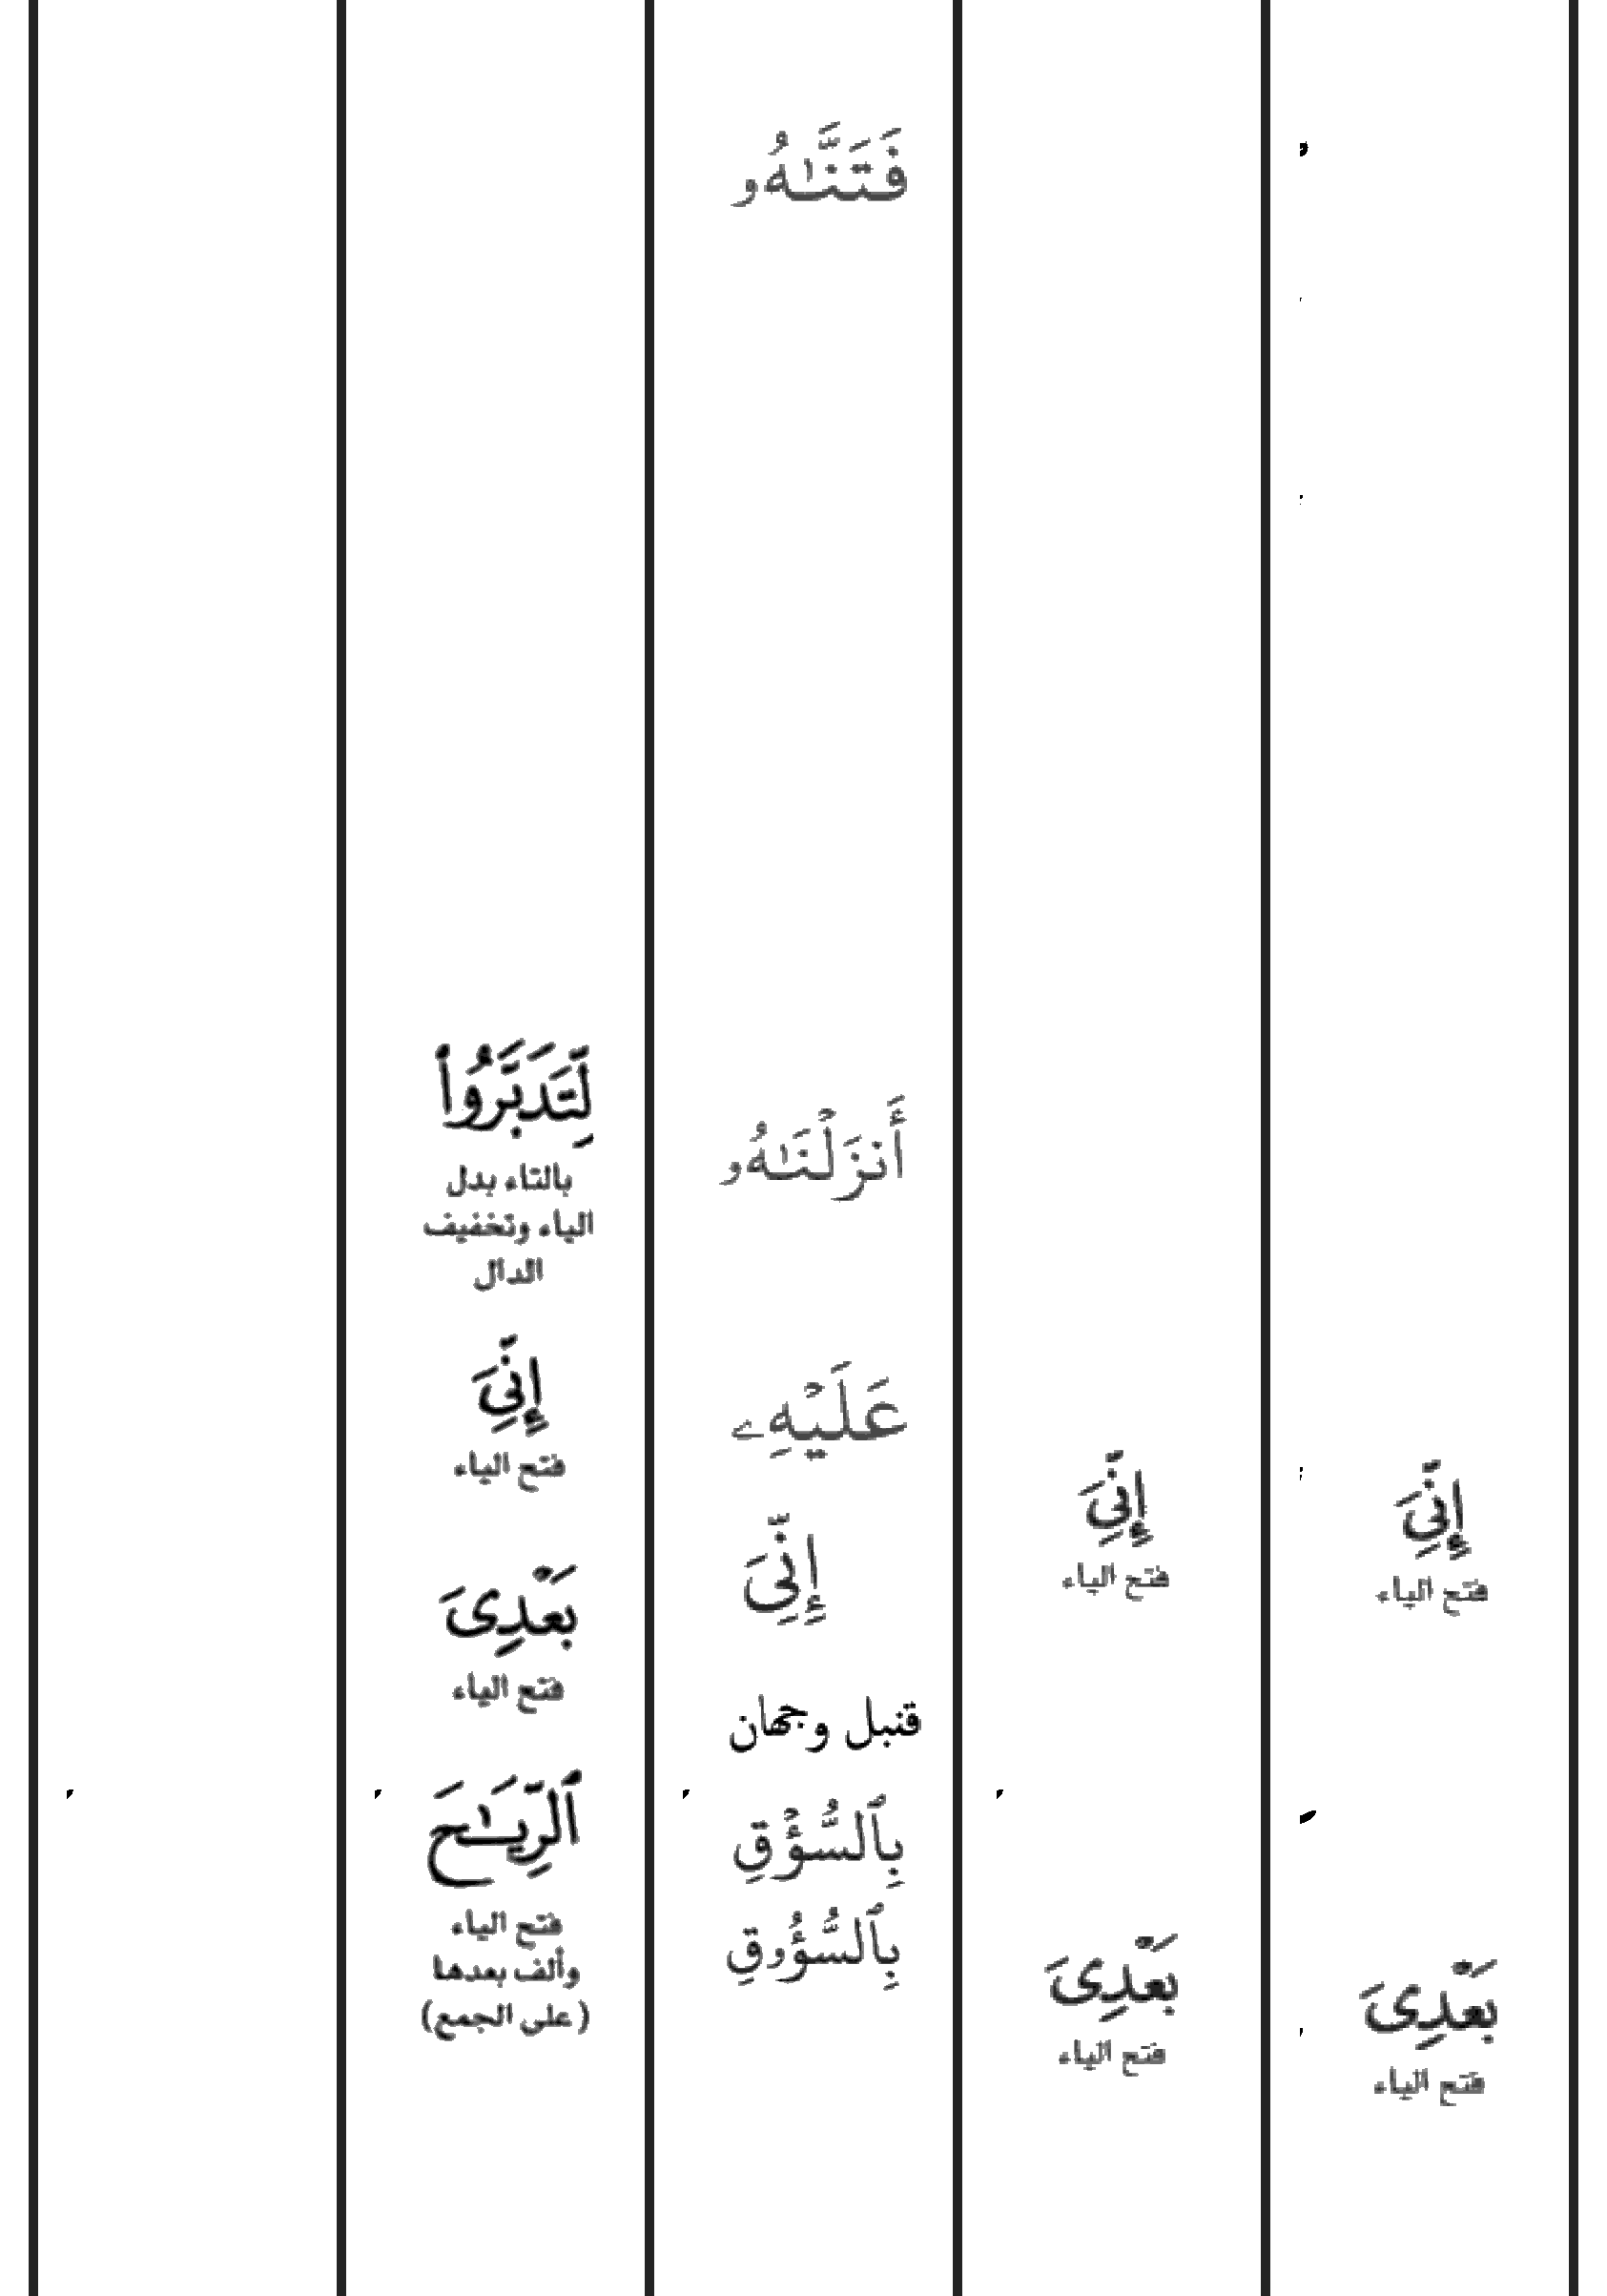 إِنِّىَ
فتح الياء
بَعْدِىَ
فتح الياء
إِنِّىَ
فتح الياء
بَعْدِىَ
فتح الياء
فَتَنَّـٰهُۥ
أَنزَلْنَـٰهُۥ
عَلَيْهِۦ
إِنِّىَ
قنبل وجهان
بِٱلسُّؤْقِ
بِٱلسُّؤُوقِ
لِّتَدَبَّرُوٓا۟
بالتاء بدل
الياء وتخفيف
الدال
إِنِّىَ
فتح الياء
بَعْدِىَ
فتح الياء
ٱلرِّيَـٰحَ
فتح الياء
وألف بعدها
(على الجمع)